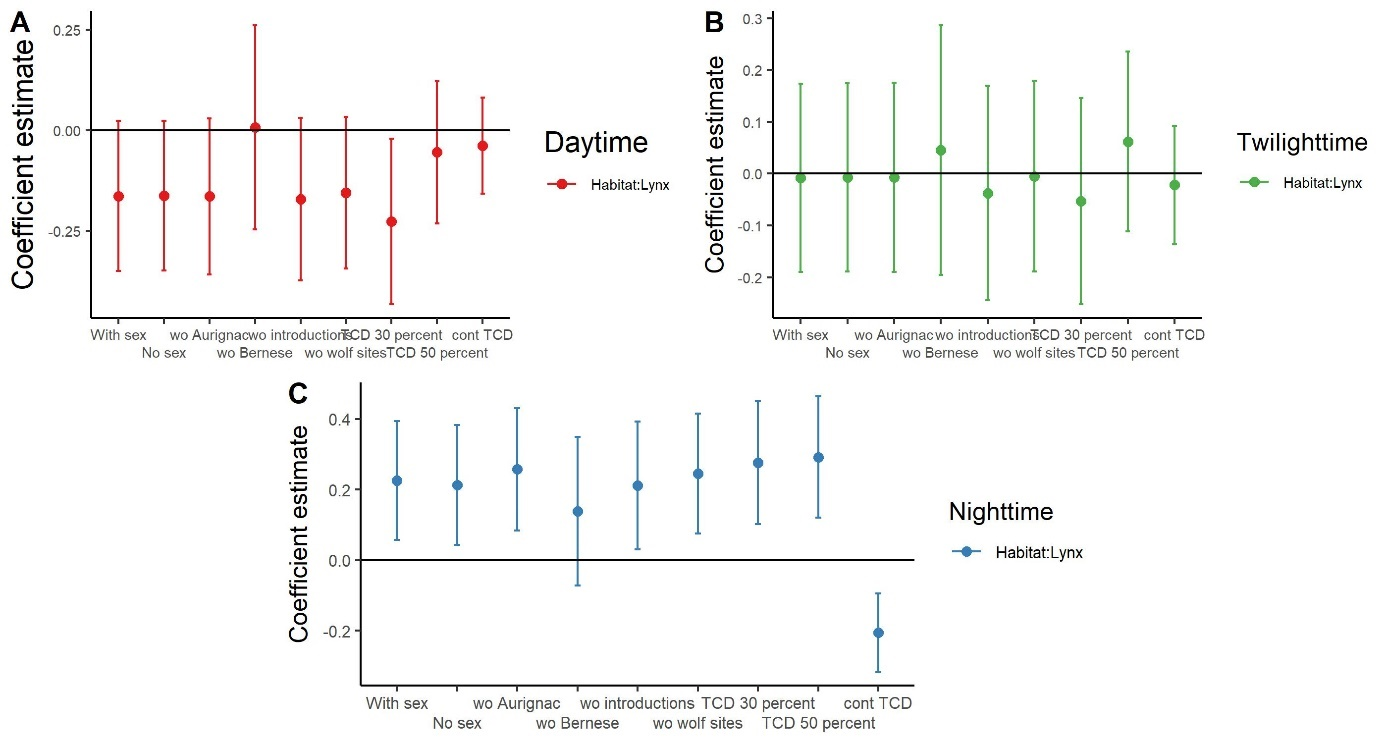 A
Coefficient estimate
0.25
0.00
-0.25
With sex
No sex
wo Aurignac
wo Bernese
wo introductions
wo wolf sites
TCD 30 percent
TCD 50 percent
cont TCD
Daytime
Habitat:Lynx
B
Coefficient estimate
0.3
0.2
0.1
0.0
-0.1
-0.2
With sex
No sex
wo Aurignac
wo Bernese
wo introductions
wo wolf sites
TCD 30 percent
TCD 50 percent
cont TCD
Twilighttime
Habitat:Lynx
C
Coefficient estimate
0.4
0.2
0.0
-0.2
With sex
No sex
wo Aurignac
wo Bernese
wo introductions
wo wolf sites
TCD 30 percent
TCD 50 percent
cont TCD
Nighttime
Habitat:Lynx